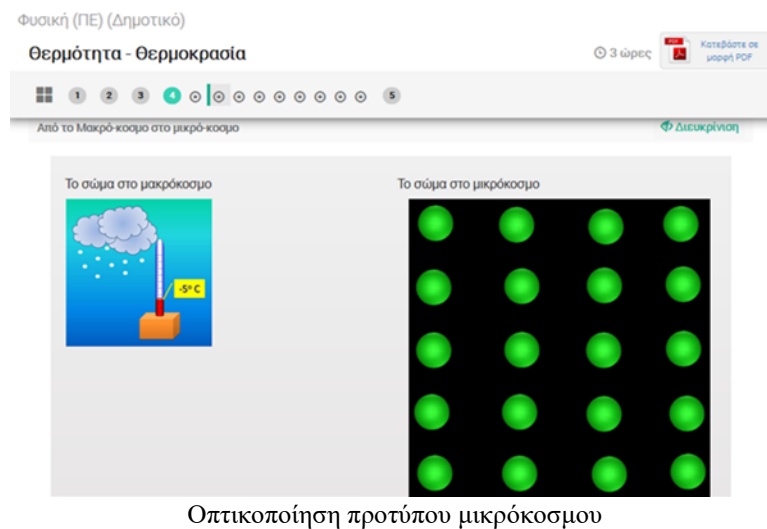 Φυσική (ΠΕ) (Δημοτικό)
Θερμότητα - Θερμοκρασία
3 ώρες
PDF
Κατεβάστε σε
μορφή PDF
1 2 3 4 5
Από το Μακρό-κοσμο στο μικρό-κοσμο
Διευκρίνιση
Το σώμα στο μακρόκοσμο
Το σώμα στο μικρόκοσμο
-5° C
Οπτικοποίηση προτύπου μικρόκοσμου